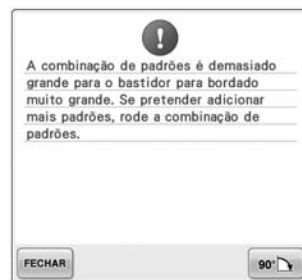 A combinação de padrões é demasiado
grande para o bastidor para bordado
muito grande. Se pretender adicionar
mais padrões, rode a combinação de
padrões.
FECHAR
90°